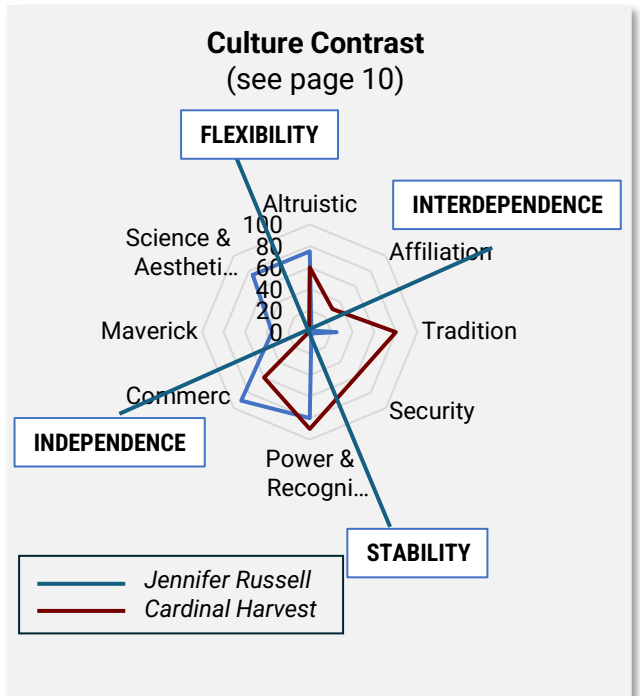 Culture Contrast
(see page 10)
FLEXIBILITY
Altruistic
INTERDEPENDENCE
100
80
60
40
20
0
Science &
Aestheti...
Affiliation
Maverick
Tradition
Commerc
Security
INDEPENDENCE
Power &
Recogni...
STABILITY
Jennifer Russell
Cardinal Harvest